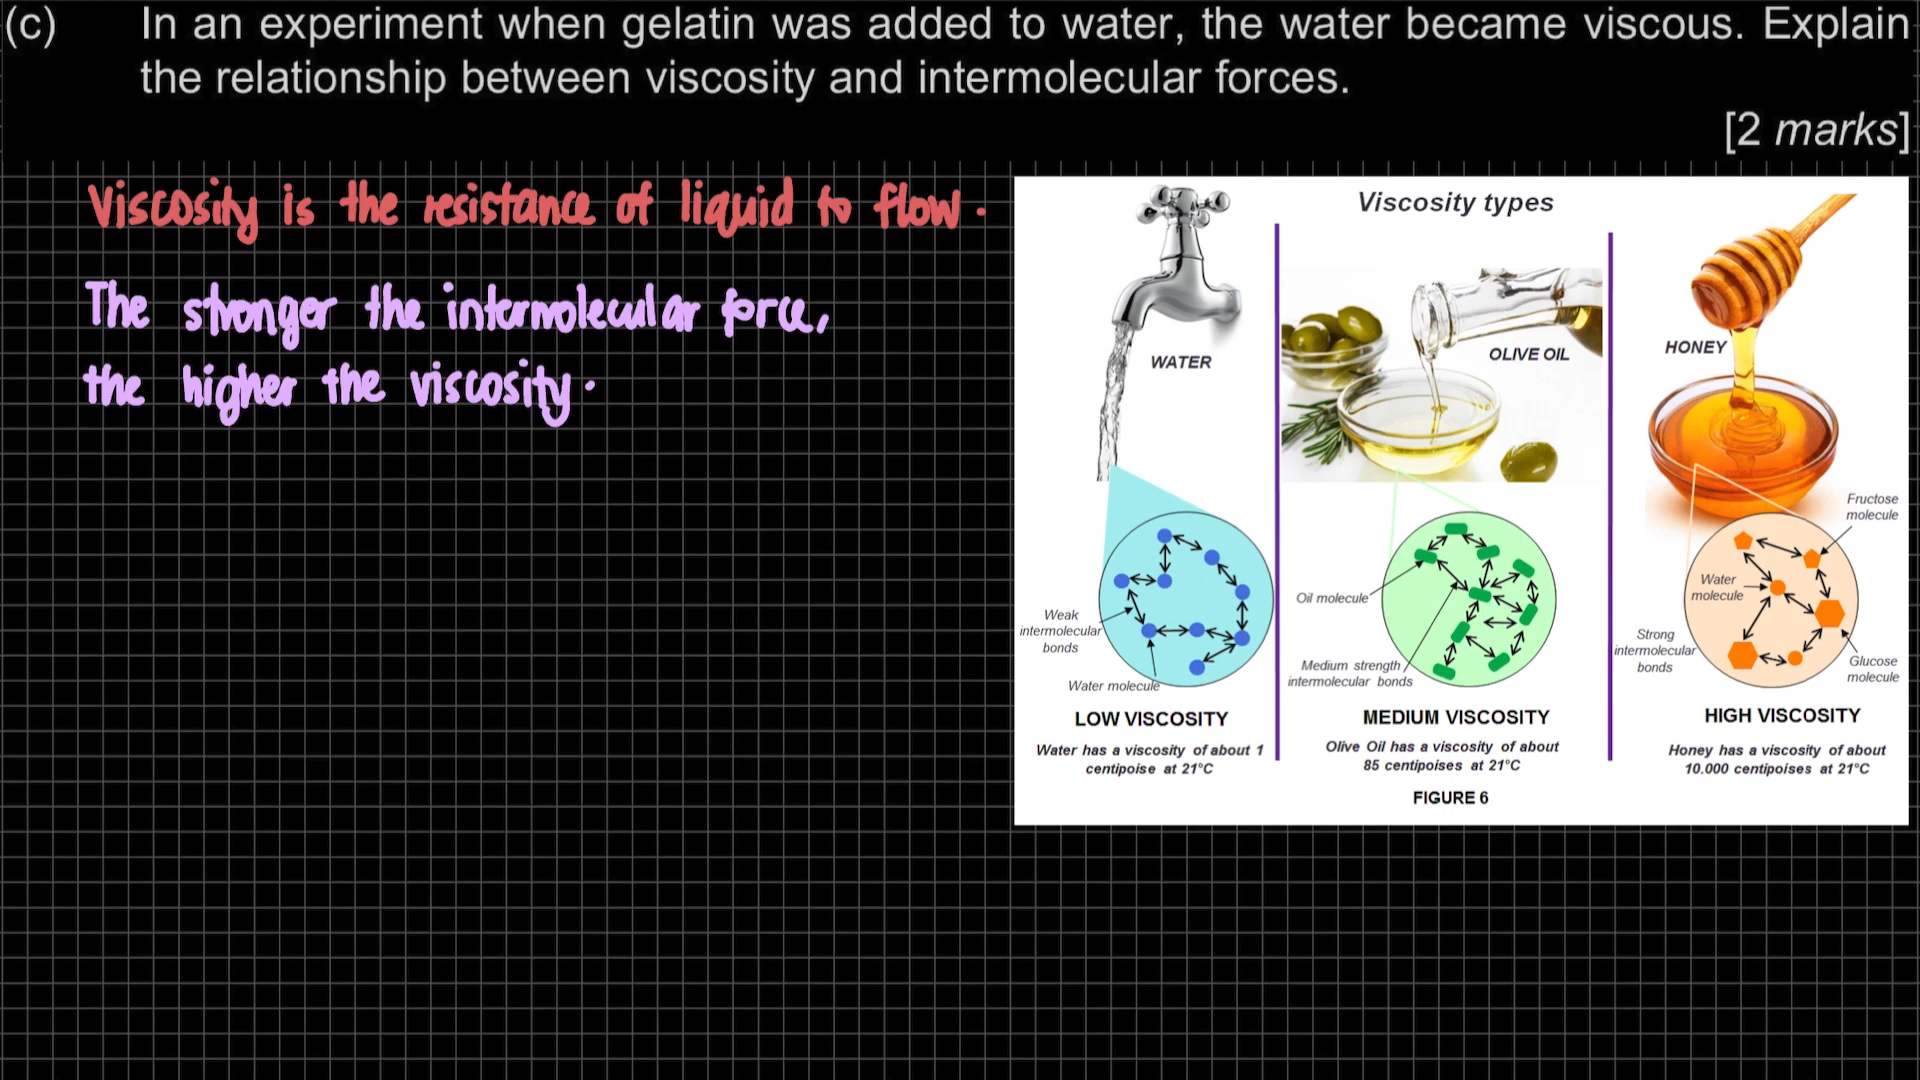 (c) In an experiment when gelatin was added to water, the water became viscous. Explain
the relationship between viscosity and intermolecular forces.
[2 marks]
Viscosity is the resistance of liquid to flow.
The stronger the intermolecular force,
the higher the viscosity.
Viscosity types
WATER
Weak
intermolecular
bonds
Water molecule
LOW VISCOSITY
Water has a viscosity of about 1
centipoise at 21°C
OLIVE OIL
Oil molecule
Medium strength
intermolecular bonds
MEDIUM VISCOSITY
Olive Oil has a viscosity of about
85 centipoises at 21°C
HONEY
Fructose
molecule
Water
molecule
Strong
intermolecular
bonds
Glucose
molecule
HIGH VISCOSITY
Honey has a viscosity of about
10.000 centipoises at 21°C
FIGURE 6